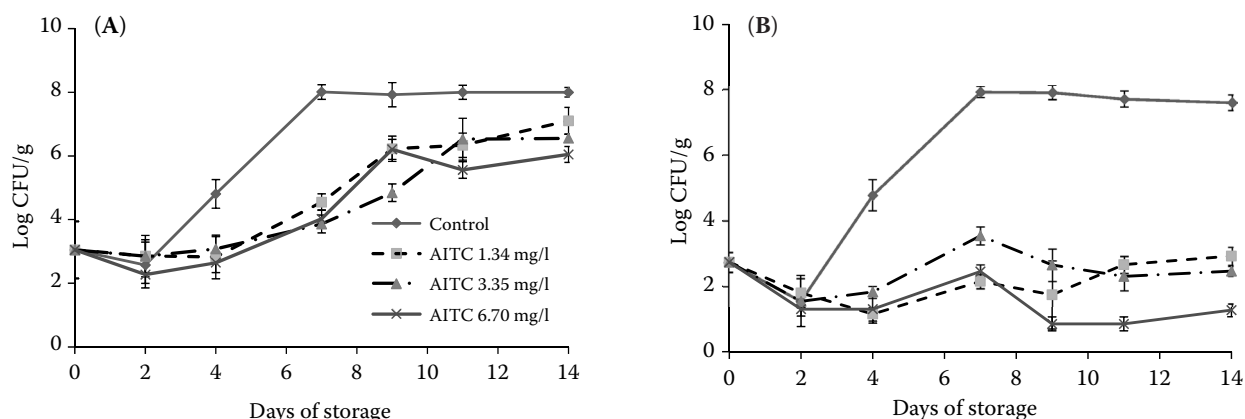 (A)
10
8
6
4
2
0
Log CFU/g
0 2 4 6 8 10 12 14
Days of storage
Control
AITC 1.34 mg/l
AITC 3.35 mg/l
AITC 6.70 mg/l
(B)
10
8
6
4
2
0
Log CFU/g
0 2 4 6 8 10 12 14
Days of storage